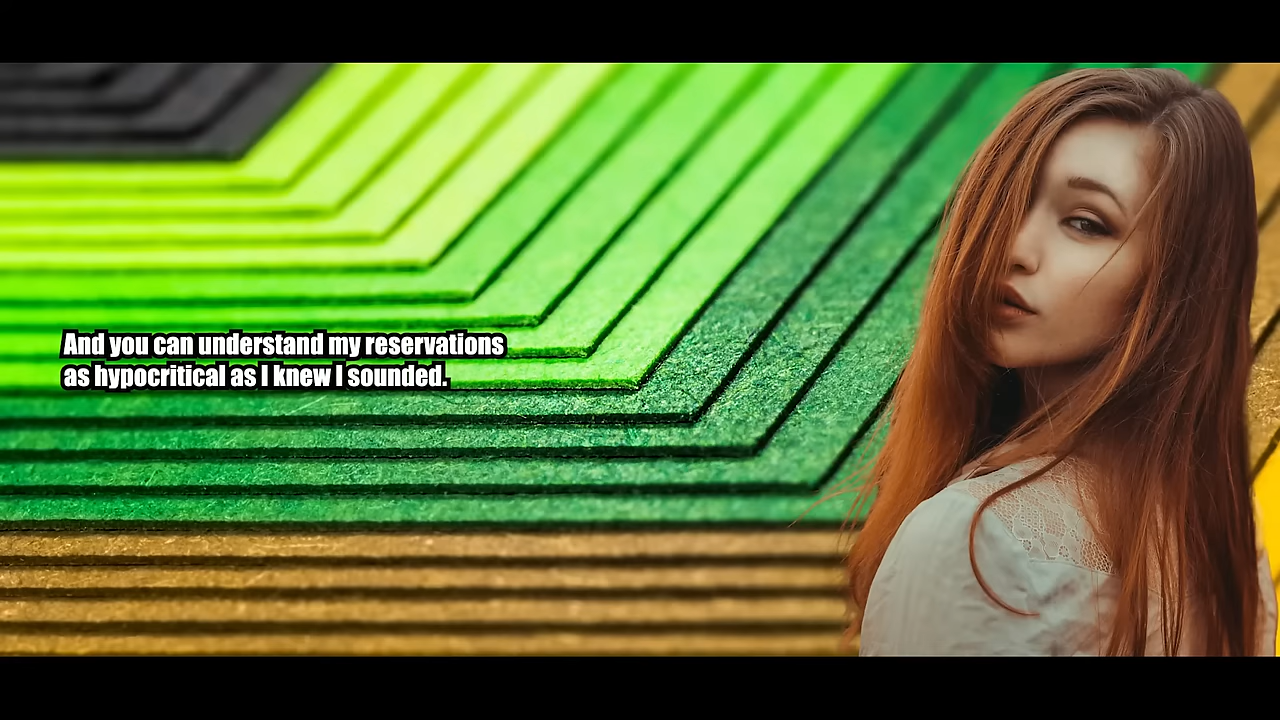 And you can understand my reservations
as hypocritical as I knew I sounded.